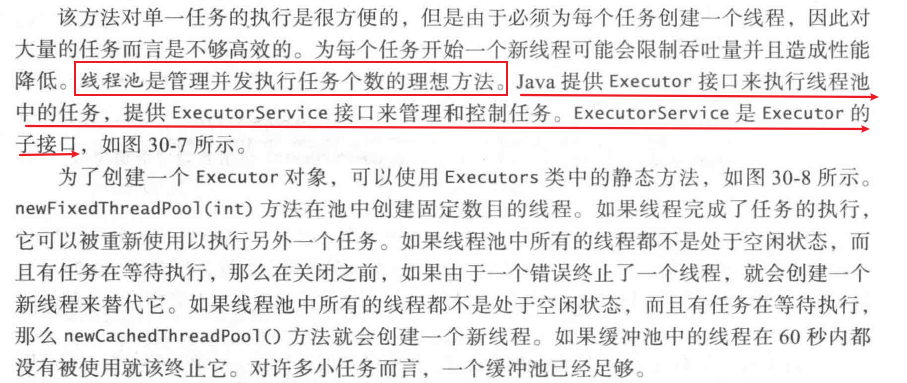 该方法对单一任务的执行是很方便的，但是由于必须为每个任务创建一个线程，因此对
大量的任务而言是不够高效的。为每个任务开始一个新线程可能会限制吞吐量并且造成性能
降低。线程池是管理并发执行任务个数的理想方法。Java 提供 Executor 接口来执行线程池
中的任务，提供 ExecutorService 接口来管理和控制任务。ExecutorService 是 Executor 的
子接口，如图 30-7 所示。
为了创建一个 Executor 对象，可以使用 Executors 类中的静态方法，如图 30-8 所示。
newFixedThreadPool(int) 方法在池中创建固定数目的线程。如果线程完成了任务的执行，
它可以被重新使用以执行另外一个任务。如果线程池中所有的线程都不是处于空闲状态，而
且有任务在等待执行，那么在关闭之前，如果由于一个错误终止了一个线程，就会创建一个
新线程来替代它。如果线程池中所有的线程都不是处于空闲状态，而且有任务在等待执行，
那么 newCachedThreadPool() 方法就会创建一个新线程。如果缓冲池中的线程在 60 秒内都
没有被使用就该终止它。对许多小任务而言，一个缓冲池已经足够。